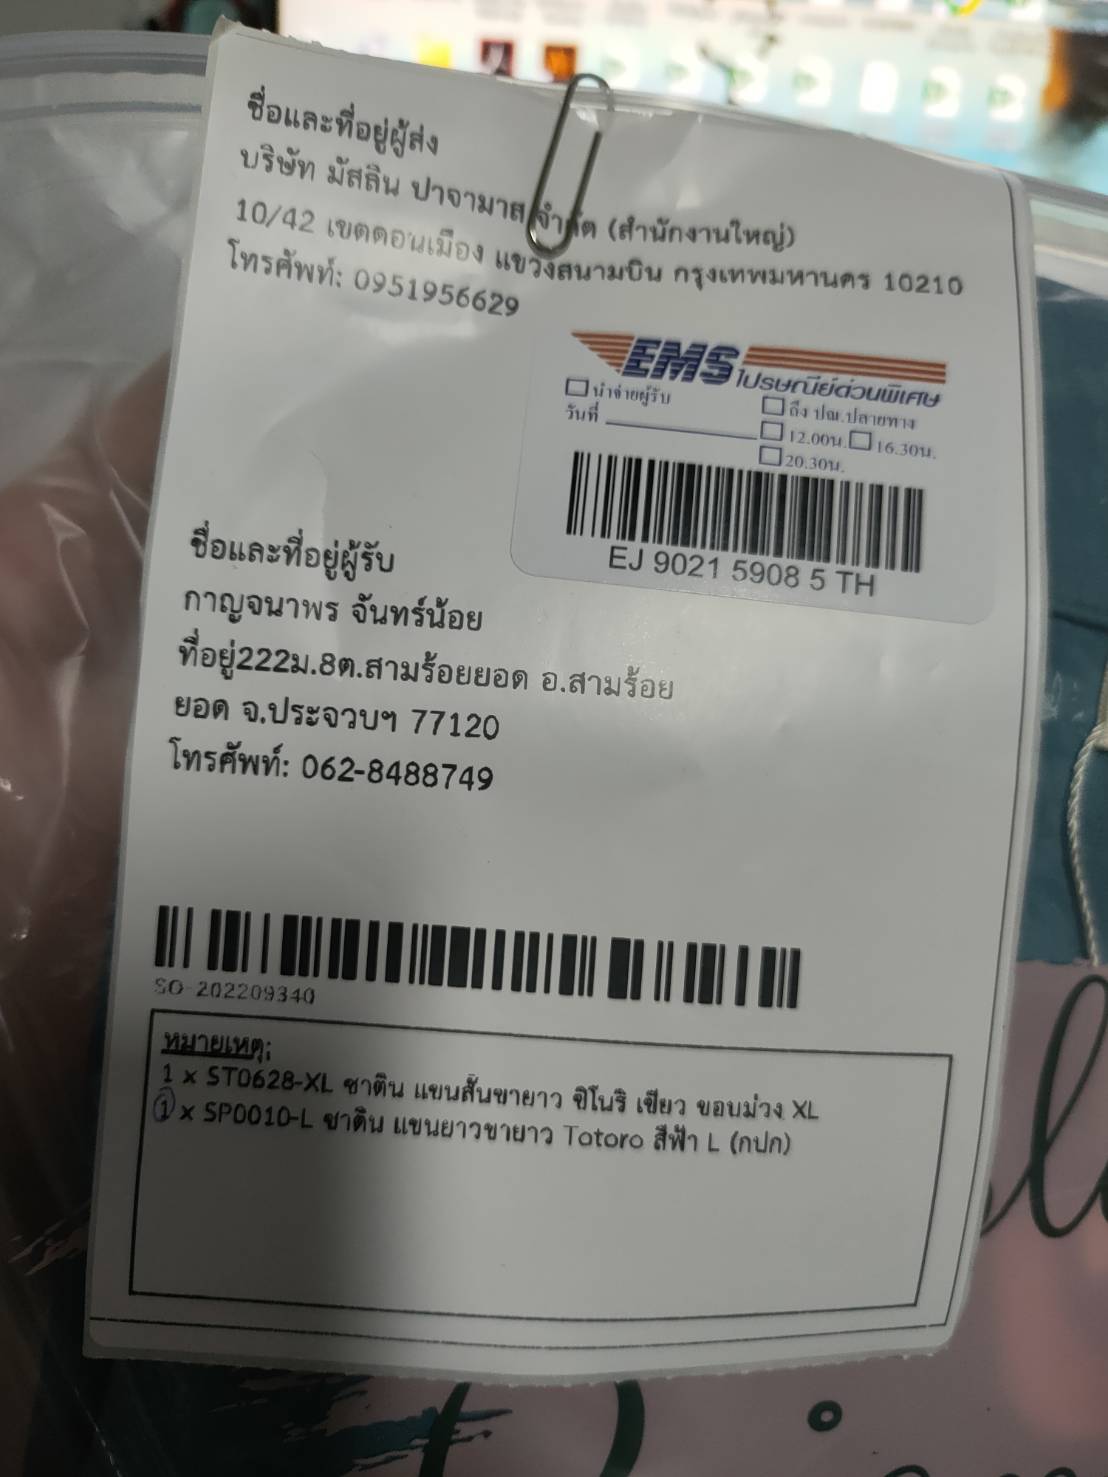 ชื่อและที่อยู่ผู้ส่ง
บริษัท มัสลิน ปาจามาส จำกัด (สำนักงานใหญ่)
10/42 เขตดอนเมือง แขวงสนามบิน กรุงเทพมหานคร 10210
โทรศัพท์: 0951956629
EMS ไปรษณีย์ด่วนพิเศษ
นำจ่ายผู้รับ
ถึง ปณ.ปลายทาง
วันที่
12.00น. 16.30น.
20.30น.
EJ 9021 5908 5 TH
ชื่อและที่อยู่ผู้รับ
กาญจนาพร จันทร์น้อย
ที่อยู่222ม.8ต.สามร้อยยอด อ.สามร้อย
ยอด จ.ประจวบฯ 77120
โทรศัพท์: 062-8488749
SO-202209340
หมายเหตุ:
1 x ST0628-XL ซาติน แขนสั้นขายาว ชิโนริ เขียว ขอบม่วง XL
1 x SP0010-L ซาติน แขนยาวขายาว Totoro สีฟ้า L (กปก)